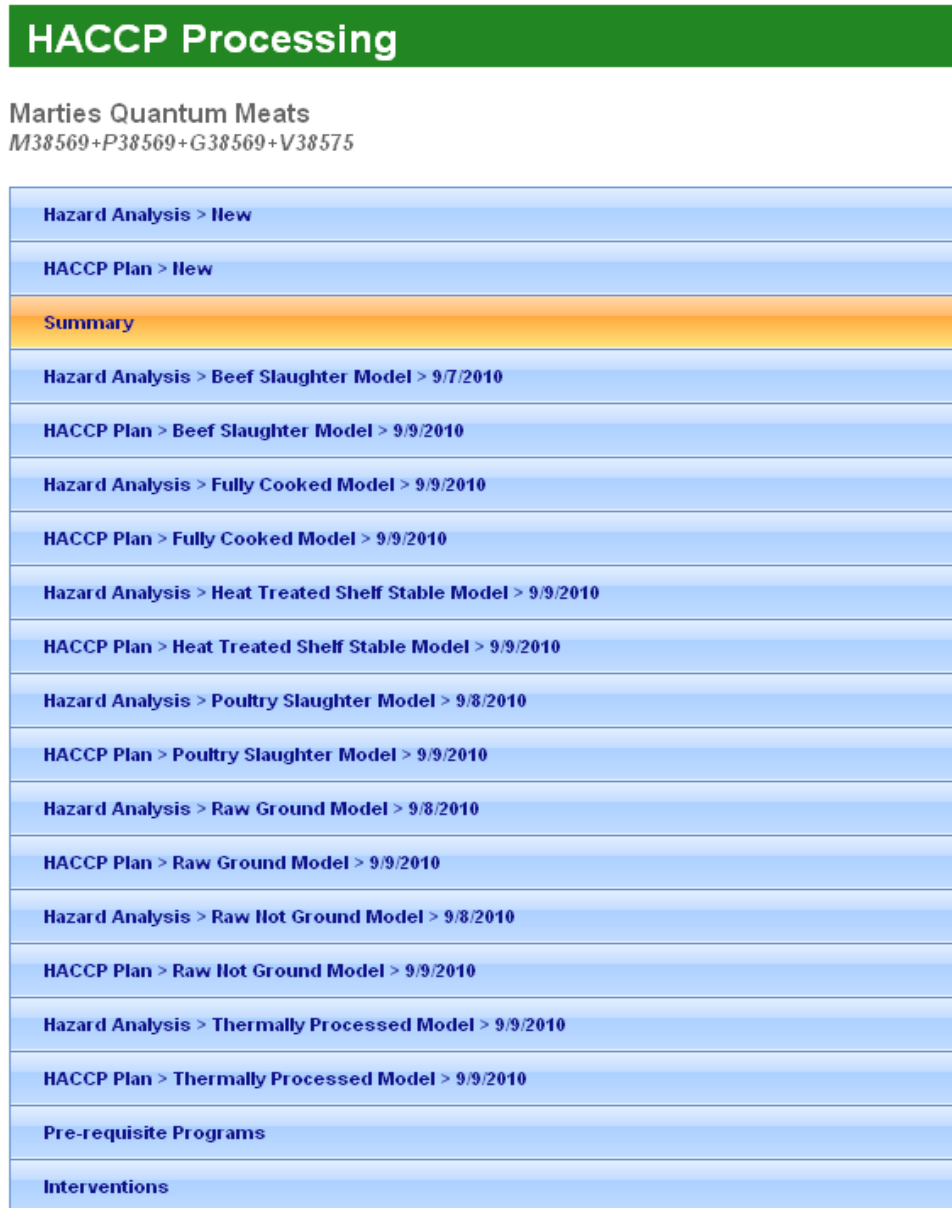 HACCP Processing
Marties Quantum Meats
M38569+P38569+G38569+V38575
Hazard Analysis > New
HACCP Plan > New
Summary
Hazard Analysis > Beef Slaughter Model > 9/7/2010
HACCP Plan > Beef Slaughter Model > 9/9/2010
Hazard Analysis > Fully Cooked Model > 9/9/2010
HACCP Plan > Fully Cooked Model > 9/9/2010
Hazard Analysis > Heat Treated Shelf Stable Model > 9/9/2010
HACCP Plan > Heat Treated Shelf Stable Model > 9/9/2010
Hazard Analysis > Poultry Slaughter Model > 9/8/2010
HACCP Plan > Poultry Slaughter Model > 9/9/2010
Hazard Analysis > Raw Ground Model > 9/8/2010
HACCP Plan > Raw Ground Model > 9/9/2010
Hazard Analysis > Raw Not Ground Model > 9/8/2010
HACCP Plan > Raw Not Ground Model > 9/9/2010
Hazard Analysis > Thermally Processed Model > 9/9/2010
HACCP Plan > Thermally Processed Model > 9/9/2010
Pre-requisite Programs
Interventions